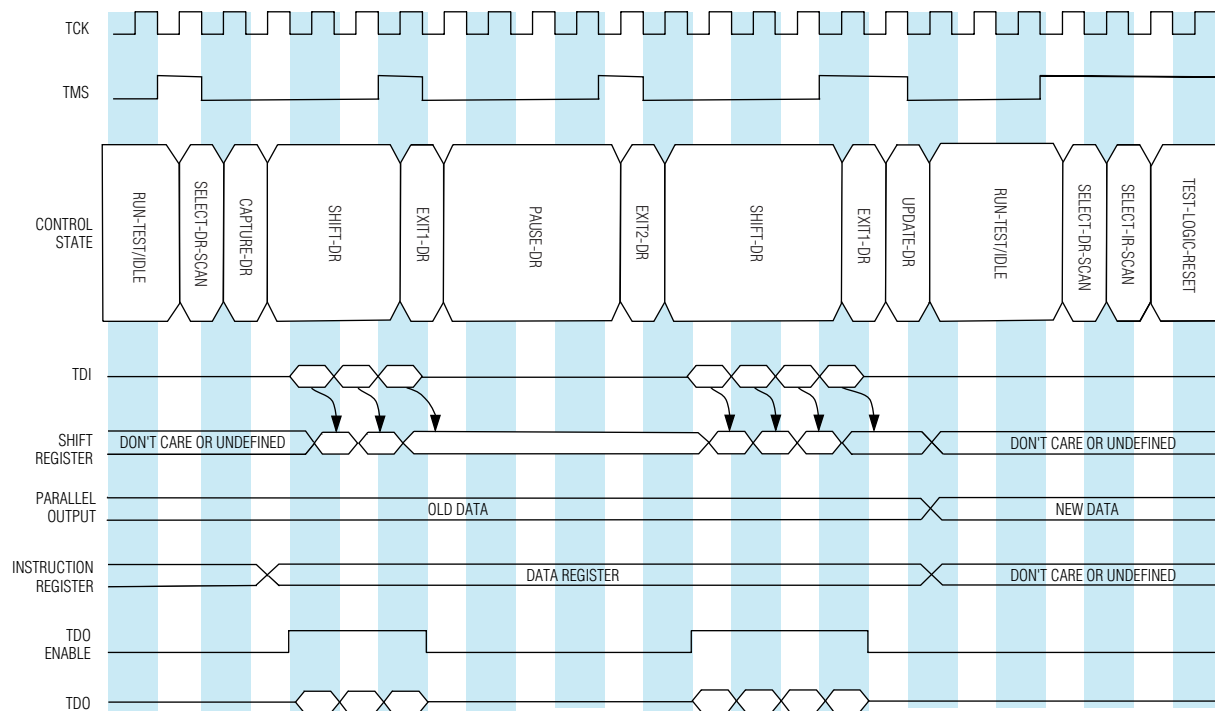 TCK
TMS
CONTROL
STATE
RUN-TEST/IDLE
SELECT-DR-SCAN
CAPTURE-DR
SHIFT-DR
EXIT1-DR
PAUSE-DR
EXIT2-DR
SHIFT-DR
EXIT1-DR
UPDATE-DR
RUN-TEST/IDLE
SELECT-DR-SCAN
SELECT-IR-SCAN
TEST-LOGIC-RESET
TDI
SHIFT
REGISTER
DON'T CARE OR UNDEFINED
DON'T CARE OR UNDEFINED
PARALLEL
OUTPUT
OLD DATA
NEW DATA
INSTRUCTION
REGISTER
DATA REGISTER
DON'T CARE OR UNDEFINED
TDO
ENABLE
TDO